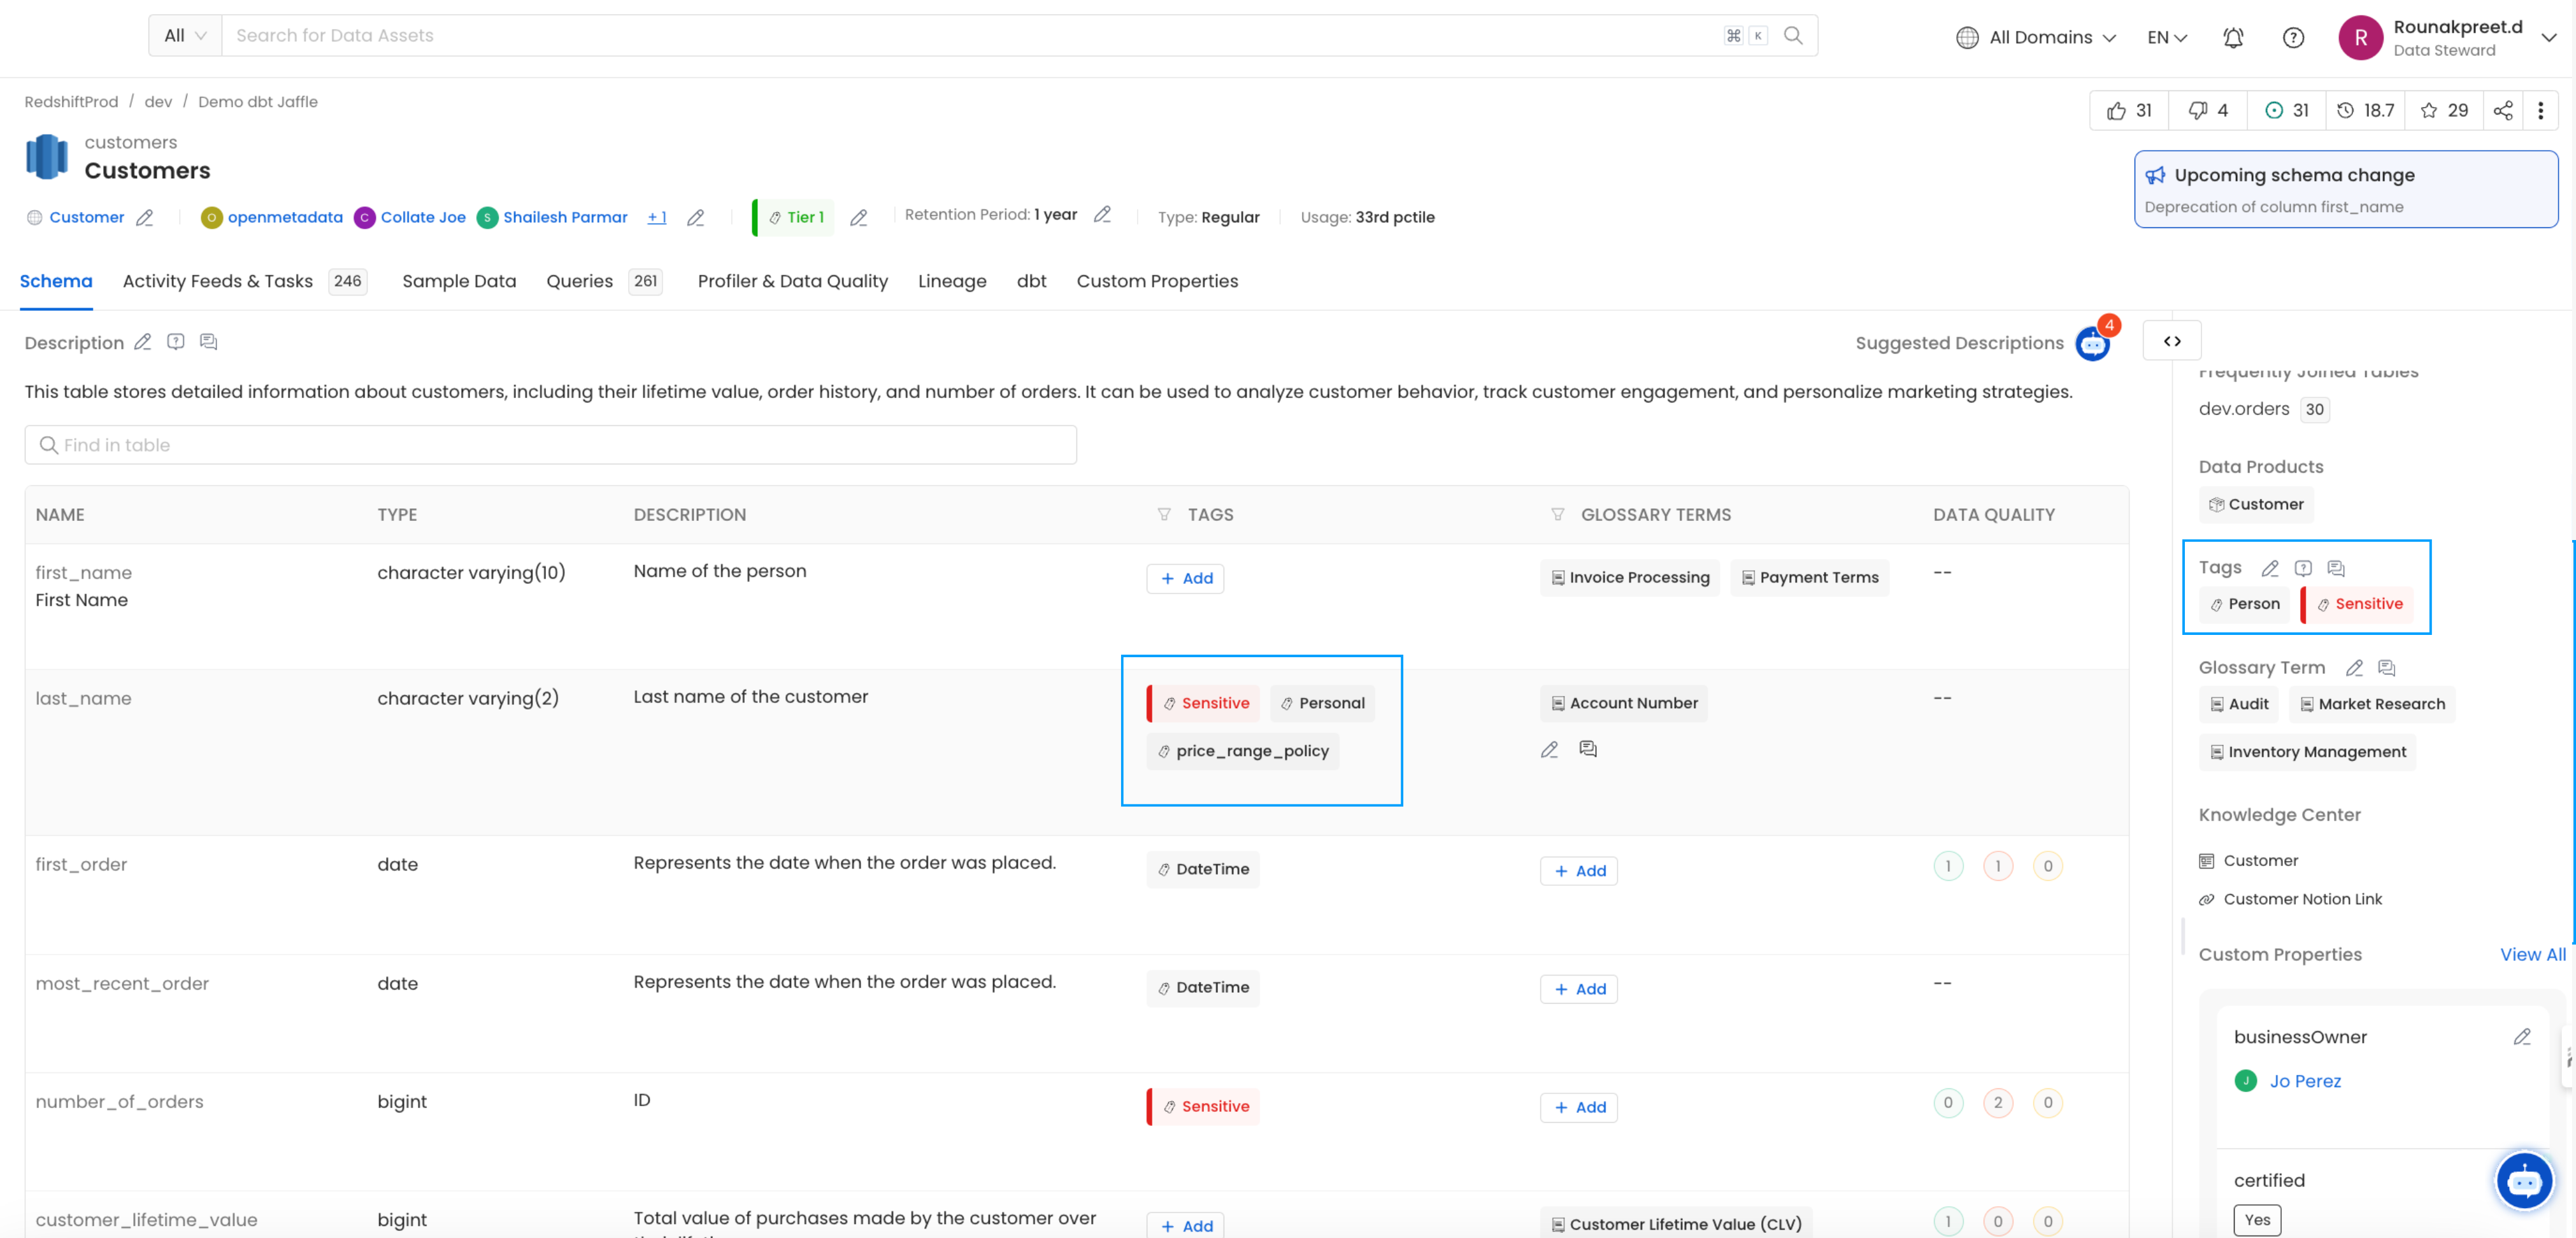 All
Search for Data Assets
⌘ K
All Domains
EN
R
Rounakpreet.d
Data Steward
RedshiftProd / dev / Demo dbt Jaffle
31 4 31 18.7 29
customers
Customers
Upcoming schema change
Deprecation of column first_name
Customer O openmetadata C Collate Joe S Shailesh Parmar + 1 Tier 1 Retention Period: 1 year Type: Regular Usage: 33rd pctile
Schema Activity Feeds & Tasks 246 Sample Data Queries 261 Profiler & Data Quality Lineage dbt Custom Properties
Description
Suggested Descriptions 4
This table stores detailed information about customers, including their lifetime value, order history, and number of orders. It can be used to analyze customer behavior, track customer engagement, and personalize marketing strategies.
Find in table
NAME TYPE DESCRIPTION TAGS GLOSSARY TERMS DATA QUALITY
first_name character varying(10) Name of the person + Add Invoice Processing Payment Terms --
First Name
last_name character varying(2) Last name of the customer Sensitive Personal Account Number --
price_range_policy
first_order date Represents the date when the order was placed. DateTime + Add 1 1 0
most_recent_order date Represents the date when the order was placed. DateTime + Add --
number_of_orders bigint ID Sensitive + Add 0 2 0
customer_lifetime_value bigint Total value of purchases made by the customer over + Add Customer Lifetime Value (CLV) 1 0 0
Frequently Joined Tables
dev.orders 30
Data Products
Customer
Tags
Person Sensitive
Glossary Term
Audit Market Research
Inventory Management
Knowledge Center
Customer
Customer Notion Link
Custom Properties View All
businessOwner
J Jo Perez
certified
Yes